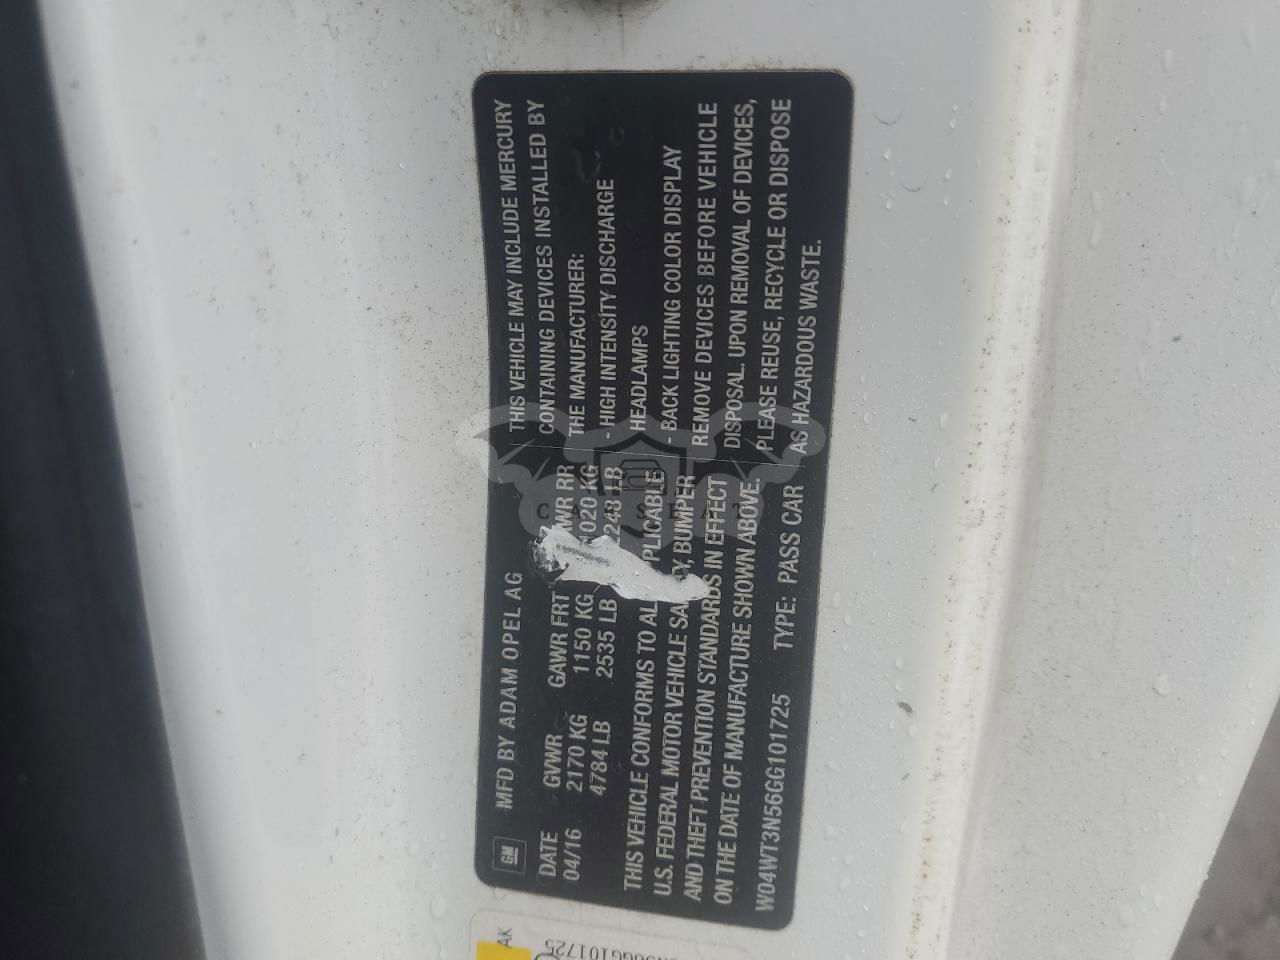 GM MFD BY ADAM OPEL AG
DATE GVWR GAWR FRT GAWR RR
04/16 2170 KG 1150 KG 1020 KG
4784 LB 2535 LB 2248 LB
THIS VEHICLE CONFORMS TO AL PLICABLE
U.S. FEDERAL MOTOR VEHICLE SA Y, BUMPER
AND THEFT PREVENTION STANDARDS IN EFFECT
ON THE DATE OF MANUFACTURE SHOWN ABOVE.
W04WT3N56GG101725 TYPE: PASS CAR
THIS VEHICLE MAY INCLUDE MERCURY
CONTAINING DEVICES INSTALLED BY
THE MANUFACTURER:
- HIGH INTENSITY DISCHARGE
HEADLAMPS
- BACK LIGHTING COLOR DISPLAY
REMOVE DEVICES BEFORE VEHICLE
DISPOSAL. UPON REMOVAL OF DEVICES,
PLEASE REUSE, RECYCLE OR DISPOSE
AS HAZARDOUS WASTE.
AK
6GG101725